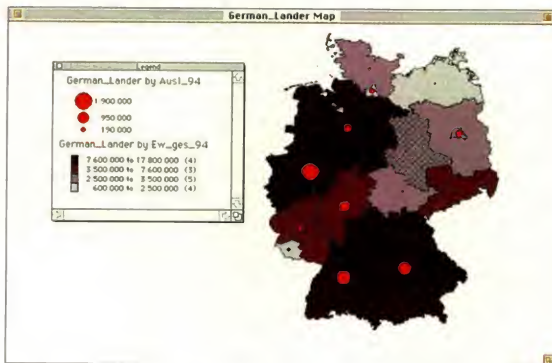 German_Lander Map
Legend
German_Lander by Ausl_94
1 900 000
950 000
190 000
German_Lander by Ew_ges_94
7 600 000 to 17 800 000 (4)
3 500 000 to 7 600 000 (3)
2 500 000 to 3 500 000 (5)
600 000 to 2 500 000 (4)